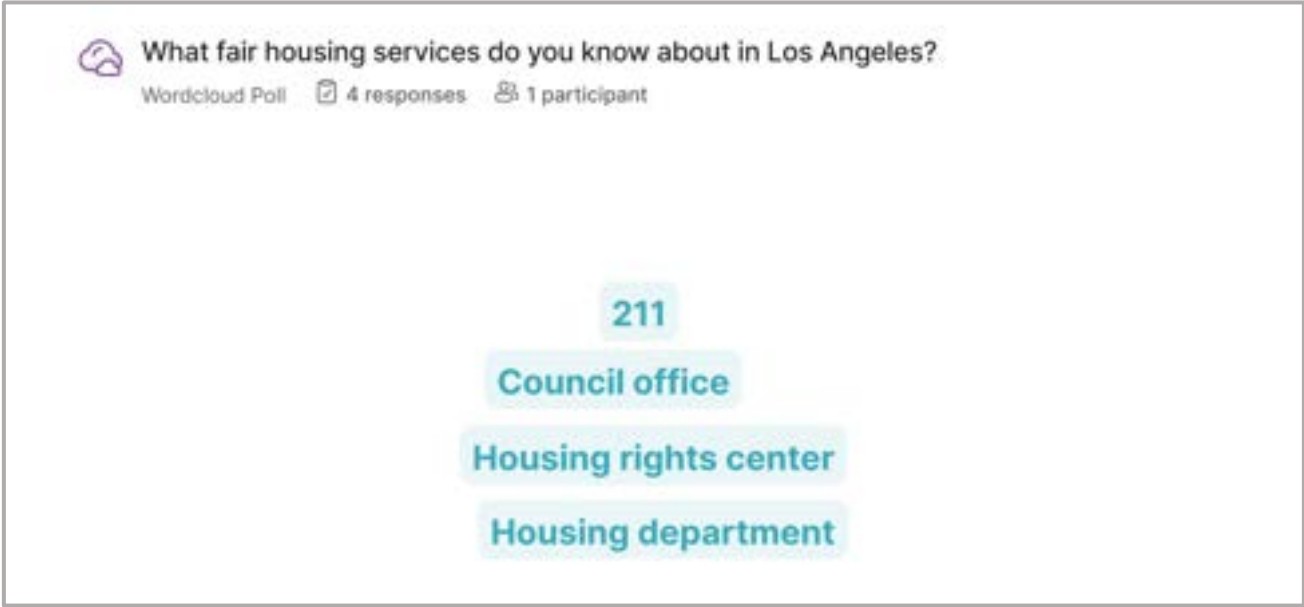 What fair housing services do you know about in Los Angeles?
Wordcloud Poll 4 responses 1 participant
211
Council office
Housing rights center
Housing department